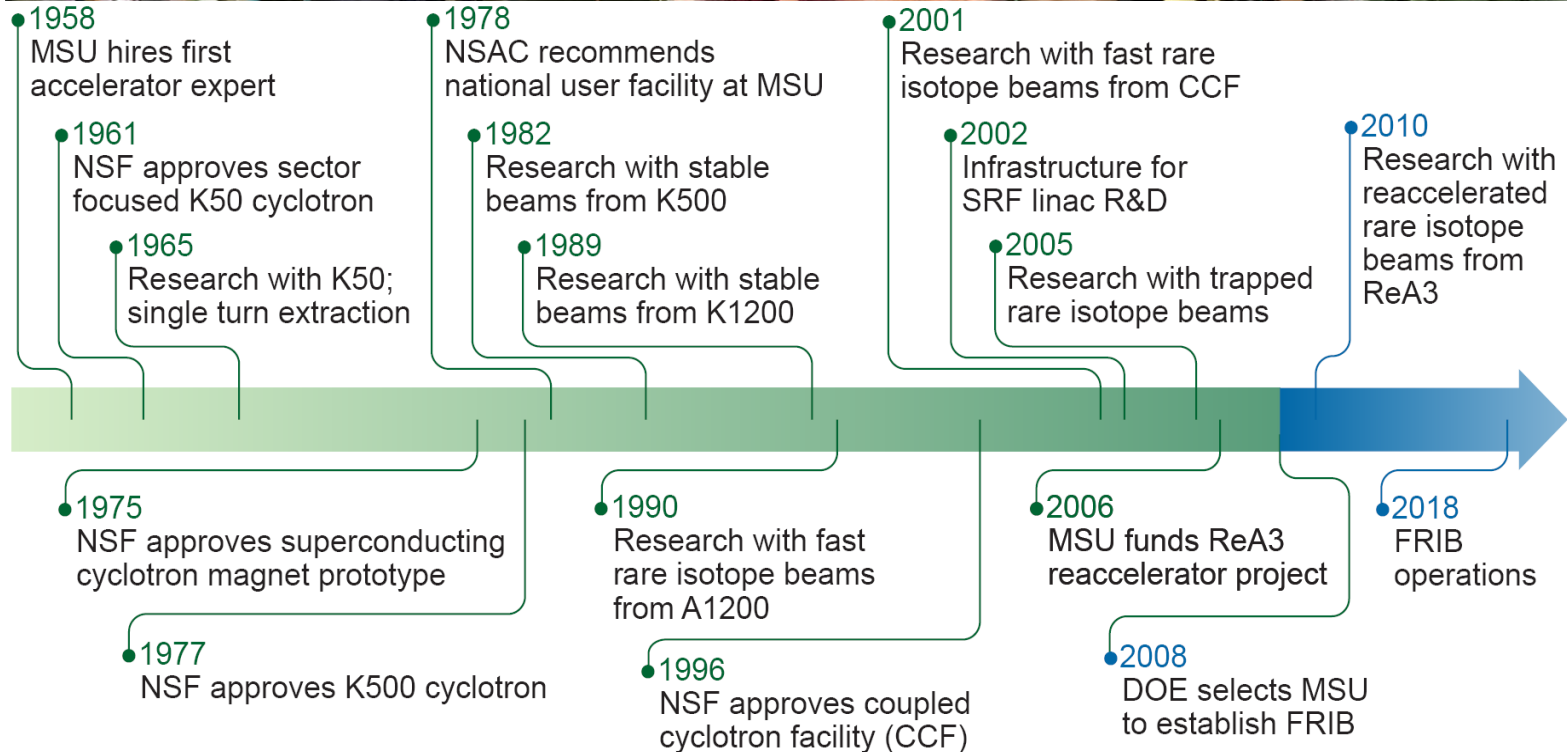 1958
MSU hires first
accelerator expert
1961
NSF approves sector
focused K50 cyclotron
1965
Research with K50;
single turn extraction
1978
NSAC recommends
national user facility at MSU
1982
Research with stable
beams from K500
1989
Research with stable
beams from K1200
2001
Research with fast rare
isotope beams from CCF
2002
Infrastructure for
SRF linac R&D
2005
Research with trapped
rare isotope beams
2010
Research with
reaccelerated
rare isotope
beams from
ReA3
1975
NSF approves superconducting
cyclotron magnet prototype
1977
NSF approves K500 cyclotron
1990
Research with fast
rare isotope beams
from A1200
1996
NSF approves coupled
cyclotron facility (CCF)
2006
MSU funds ReA3
reaccelerator project
2008
DOE selects MSU
to establish FRIB
2018
FRIB
operations